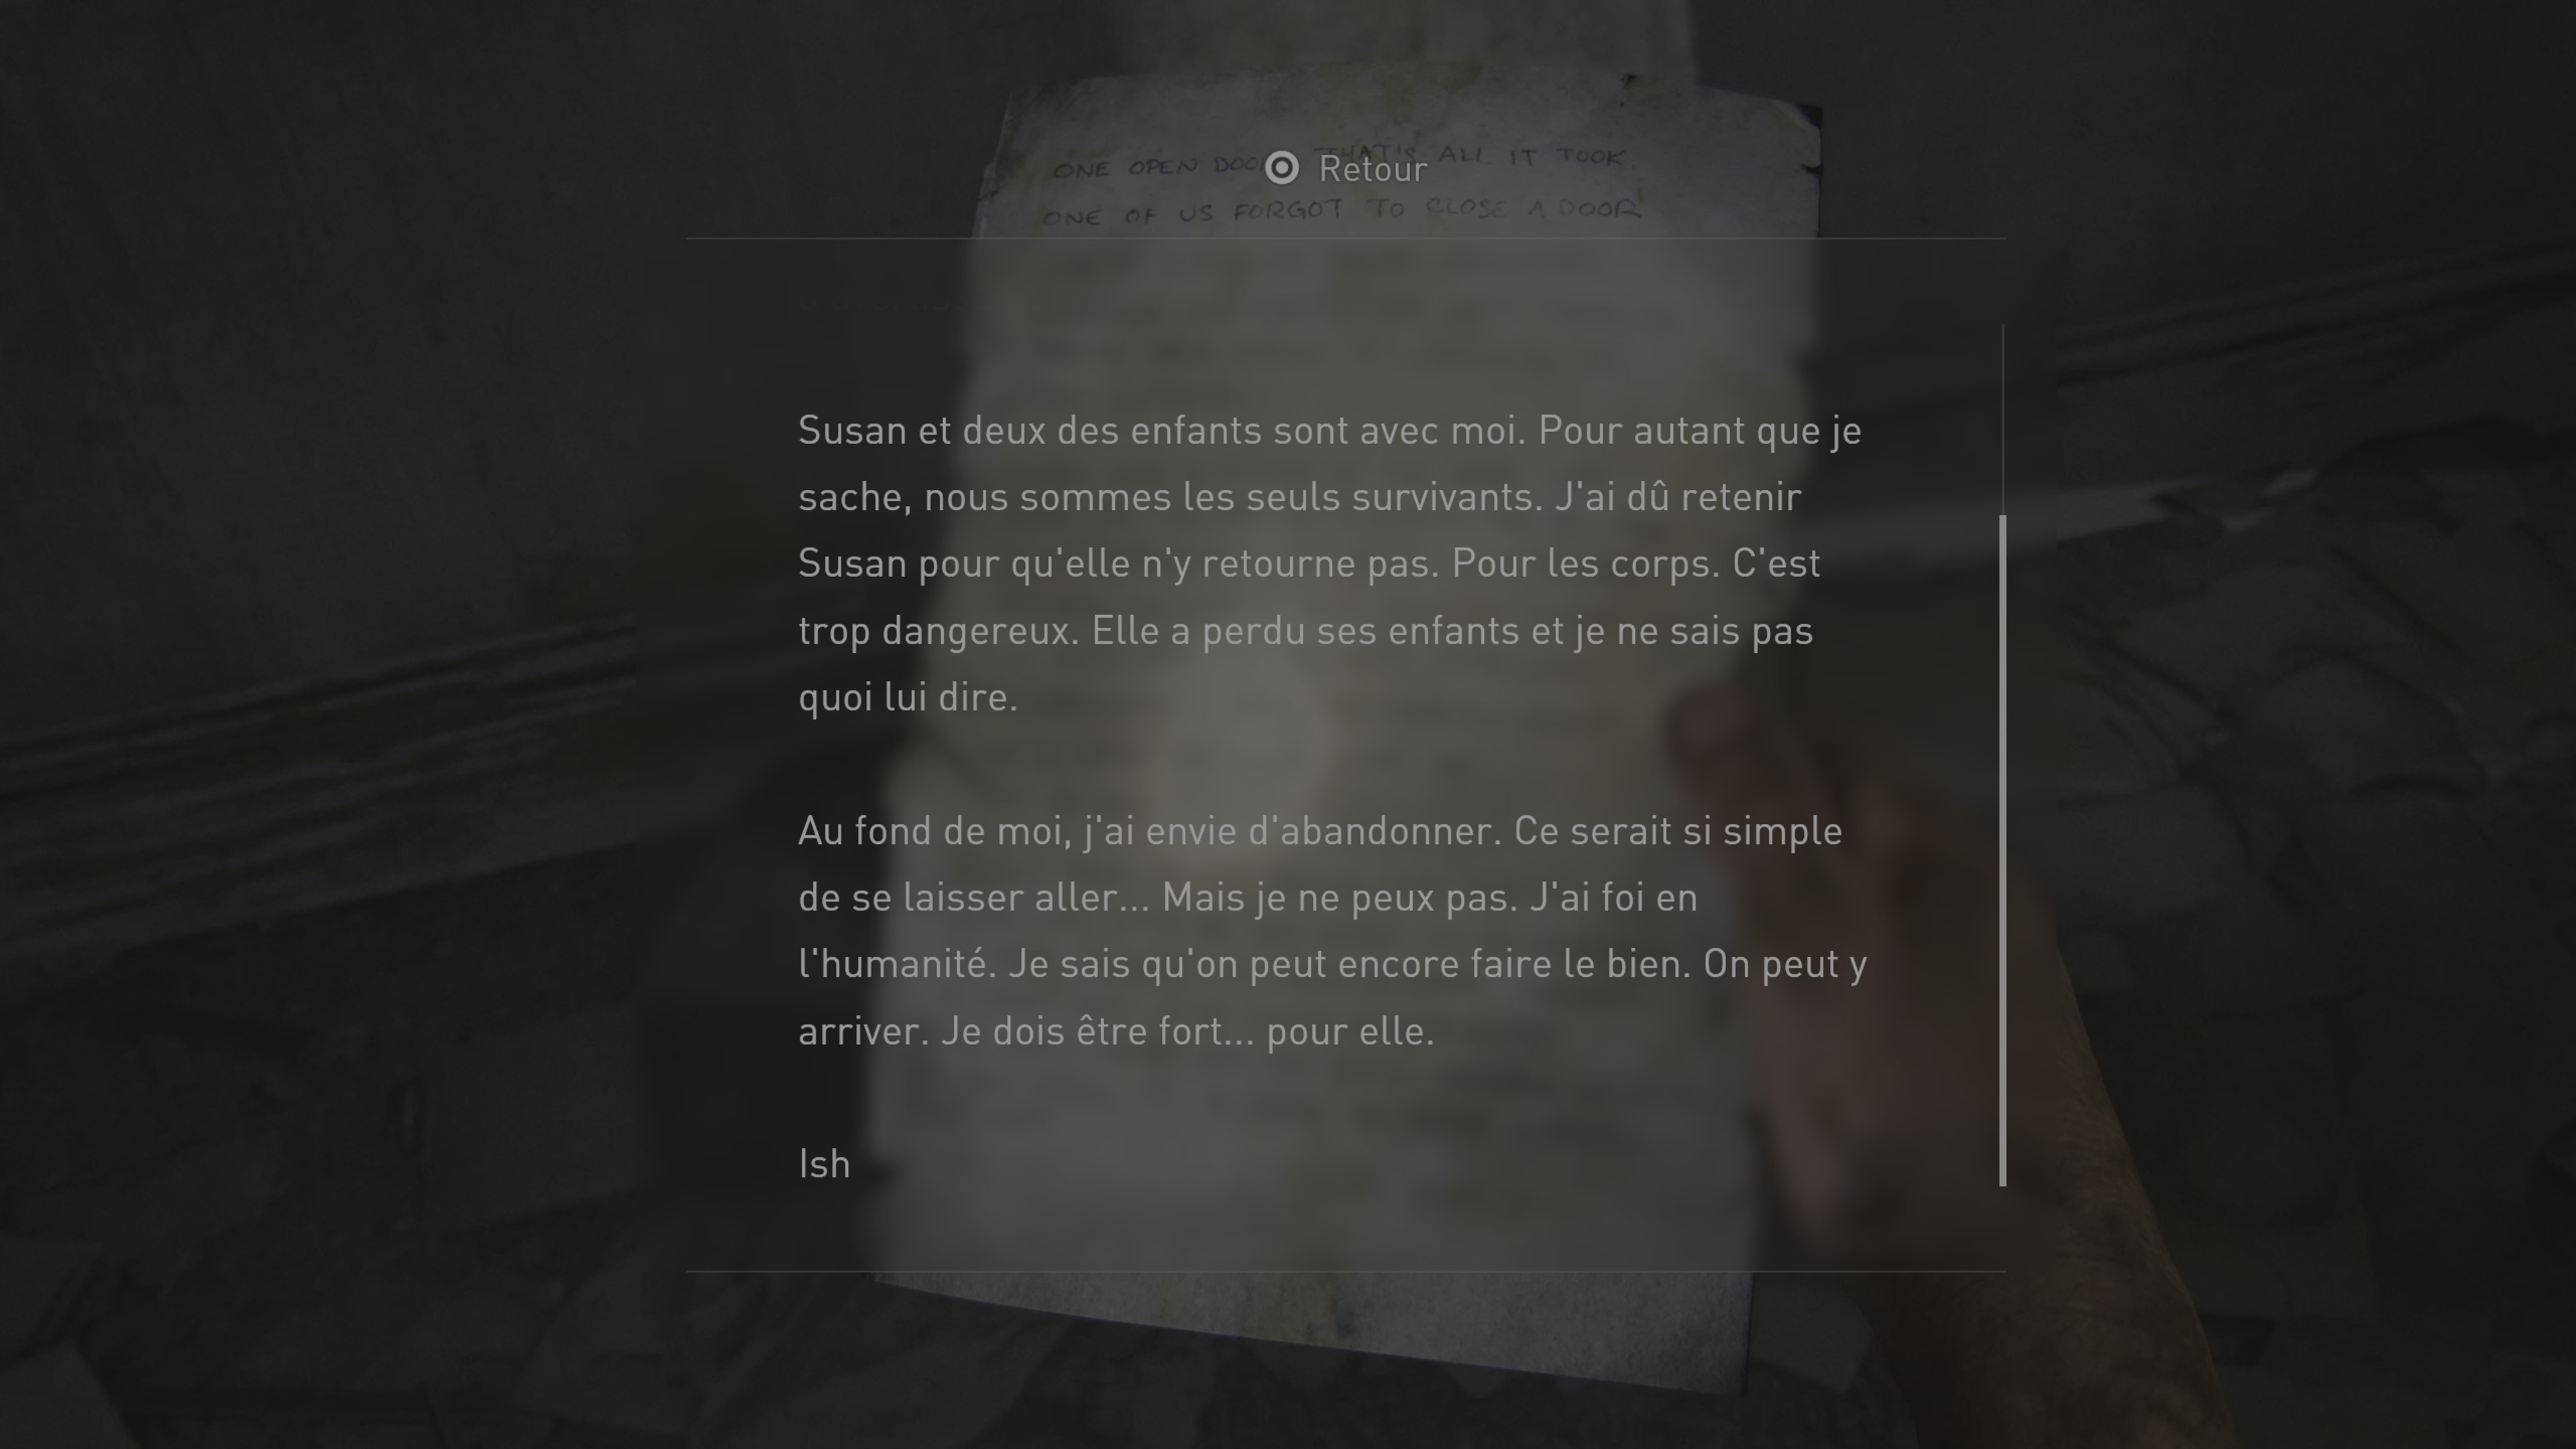 ONE OPEN DOOR THAT'S ALL IT TOOK.
Retour
ONE OF US FORGOT TO CLOSE A DOOR
Susan et deux des enfants sont avec moi. Pour autant que je
sache, nous sommes les seuls survivants. J'ai dû retenir
Susan pour qu'elle n'y retourne pas. Pour les corps. C'est
trop dangereux. Elle a perdu ses enfants et je ne sais pas
quoi lui dire.
Au fond de moi, j'ai envie d'abandonner. Ce serait si simple
de se laisser aller... Mais je ne peux pas. J'ai foi en
l'humanité. Je sais qu'on peut encore faire le bien. On peut y
arriver. Je dois être fort... pour elle.
Ish